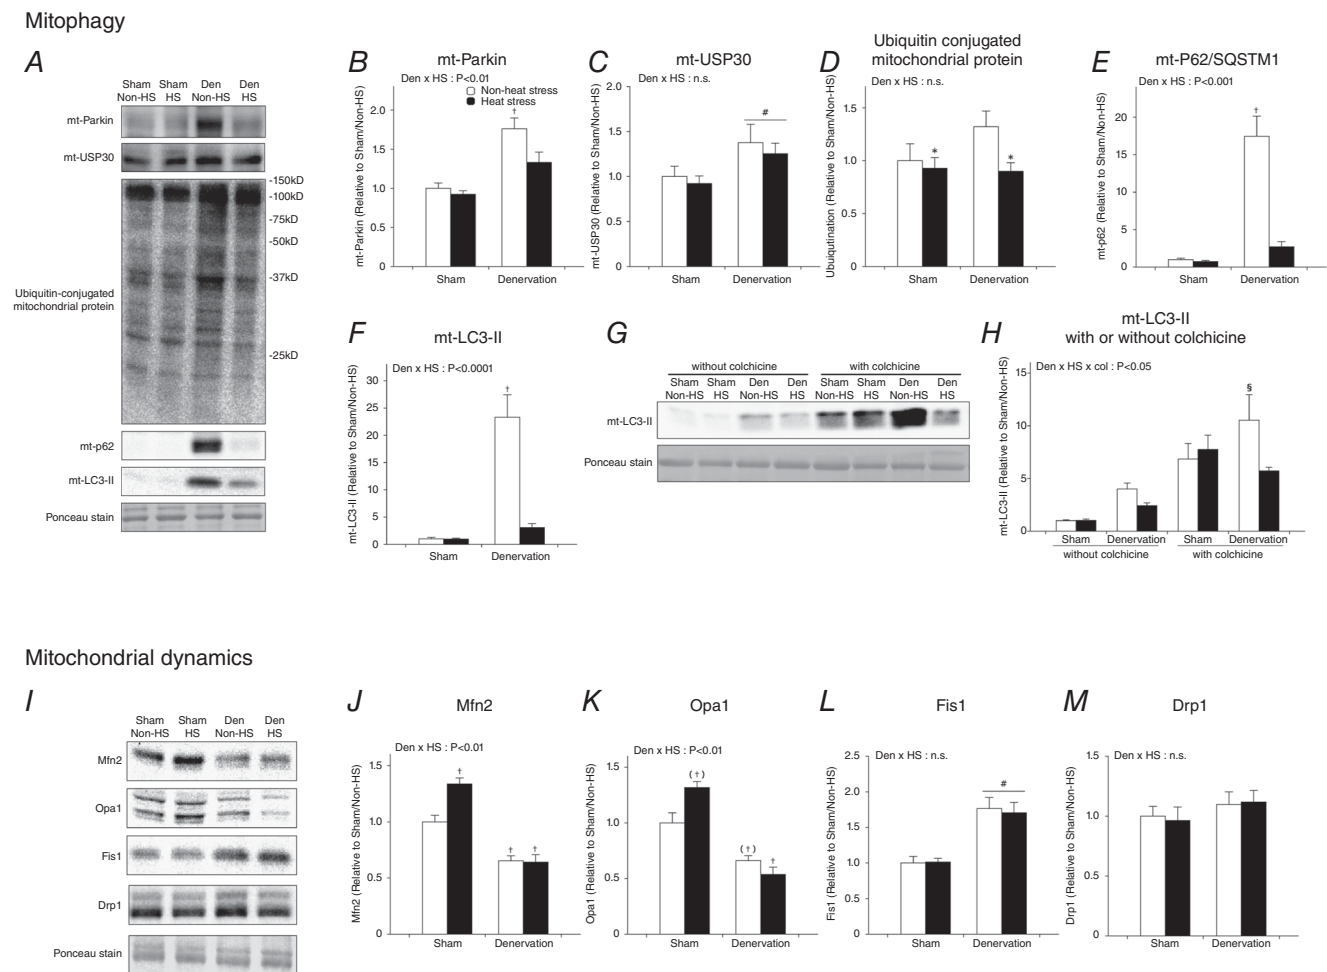 Mitophagy
A
Sham Sham Den Den
Non-HS HS Non-HS HS
mt-Parkin
mt-USP30
-150kD
-100kD
-75kD
-50kD
-37kD
Ubiquitin-conjugated
mitochondrial protein
-25kD
mt-p62
mt-LC3-II
Ponceau stain
B
mt-Parkin
Den x HS : P<0.01
Non-heat stress
Heat stress
mt-Parkin (Relative to Sham/Non-HS)
2.0
1.5
1.0
0.5
0
†
Sham Denervation
C
mt-USP30
Den x HS : n.s.
mt-USP30 (Relative to Sham/Non-HS)
2.0
1.5
1.0
0.5
0
#
Sham Denervation
D
Ubiquitin conjugated
mitochondrial protein
Den x HS : n.s.
Ubuiqutination (Relative to Sham/Non-HS)
1.5
1.0
0.5
0
* *
Sham Denervation
E
mt-P62/SQSTM1
Den x HS : P<0.001
mt-p62 (Relative to Sham/Non-HS)
20
15
10
5
0
†
Sham Denervation
F
mt-LC3-II
Den x HS : P<0.0001
mt-LC3-II (Relative to Sham/Non-HS)
30
25
20
15
10
5
0
†
Sham Denervation
G
without colchicine with colchicine
Sham Sham Den Den Sham Sham Den Den
Non-HS HS Non-HS HS Non-HS HS Non-HS HS
mt-LC3-II
Ponceau stain
H
mt-LC3-II
with or without colchicine
Den x HS x col : P<0.05
mt-LC3-II (Relative to Sham/Non-HS)
15
10
5
0
§
Sham Denervation Sham Denervation
without colchicine with colchicine
Mitochondrial dynamics
I
Sham Sham Den Den
Non-HS HS Non-HS HS
Mfn2
Opa1
Fis1
Drp1
Ponceau stain
J
Mfn2
Den x HS : P<0.01
Mfn2 (Relative to Sham/Non-HS)
1.5
1.0
0.5
0
†
† †
Sham Denervation
K
Opa1
Den x HS : P<0.01
Opa1 (Relative to Sham/Non-HS)
1.5
1.0
0.5
0
(†)
(†) †
Sham Denervation
L
Fis1
Den x HS : n.s.
Fis1 (Relative to Sham/Non-HS)
2.5
2.0
1.5
1.0
0.5
0
#
Sham Denervation
M
Drp1
Den x HS : n.s.
Drp1 (Relative to Sham/Non-HS)
1.5
1.0
0.5
0
Sham Denervation